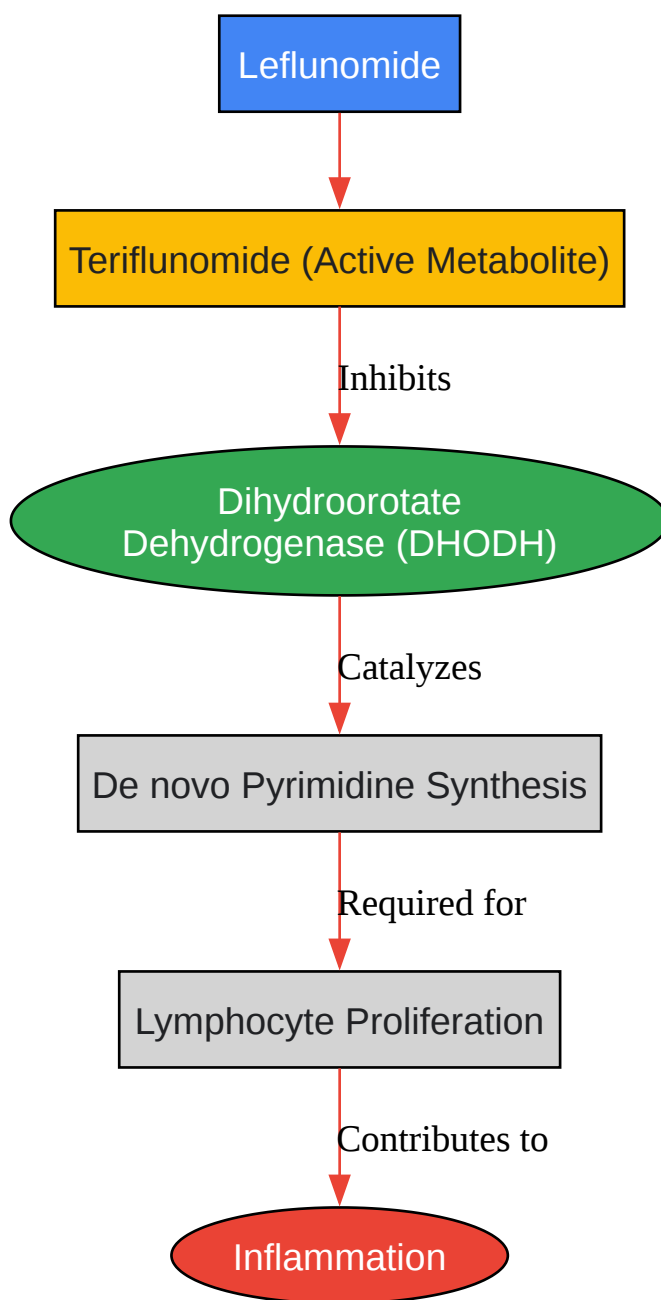 Leflunomide
Teriflunomide (Active Metabolite)
Inhibits
Dihydroorotate
Dehydrogenase (DHODH)
Catalyzes
De novo Pyrimidine Synthesis
Required for
Lymphocyte Proliferation
Contributes to
Inflammation